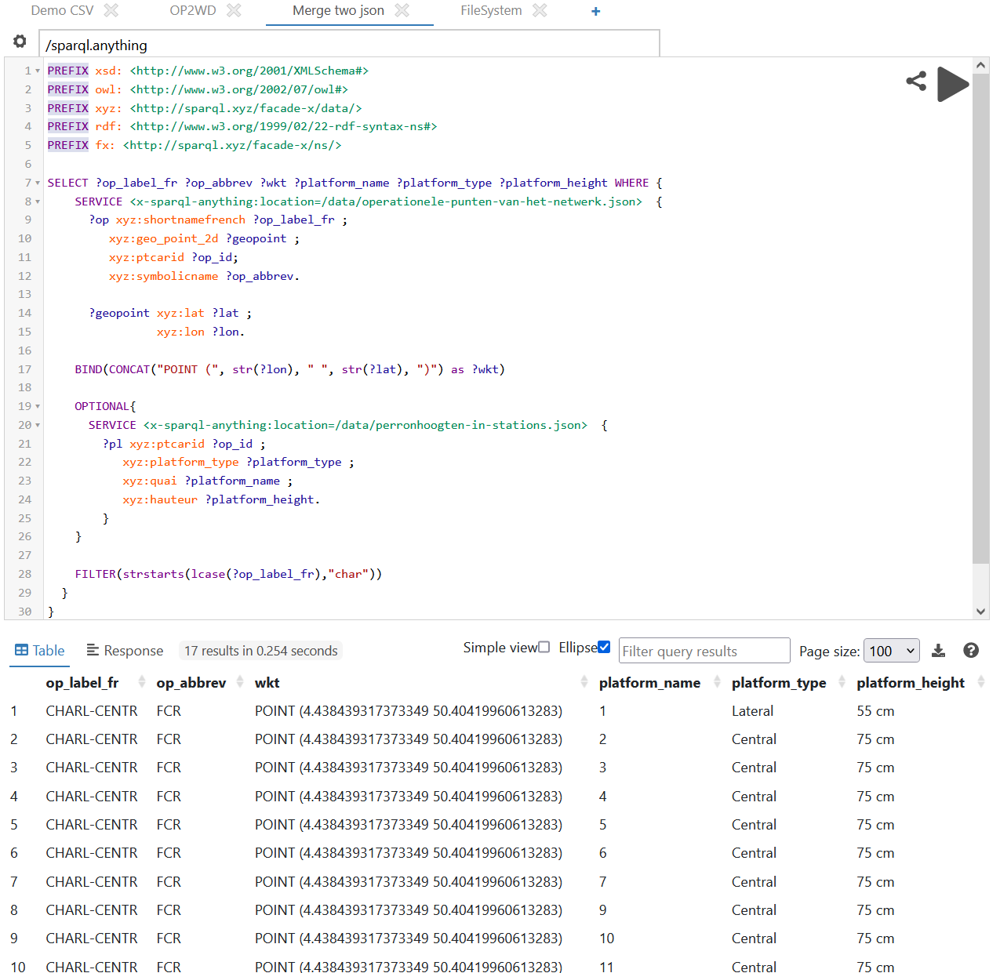 Demo CSV OP2WD Merge two json FileSystem +
/sparql.anything
1 PREFIX xsd: <http://www.w3.org/2001/XMLSchema#>
2 PREFIX owl: <http://www.w3.org/2002/07/owl#>
3 PREFIX xyz: <http://sparql.xyz/facade-x/data/>
4 PREFIX rdf: <http://www.w3.org/1999/02/22-rdf-syntax-ns#>
5 PREFIX fx: <http://sparql.xyz/facade-x/ns/>
6
7 SELECT ?op_label_fr ?op_abbrev ?wkt ?platform_name ?platform_type ?platform_height WHERE {
8 SERVICE <x-sparql-anything:location=/data/operationele-punten-van-het-netwerk.json> {
9 ?op xyz:shortnamefrench ?op_label_fr ;
10 xyz:geo_point_2d ?geopoint ;
11 xyz:ptcarid ?op_id;
12 xyz:symbolicname ?op_abbrev.
13
14 ?geopoint xyz:lat ?lat ;
15 xyz:lon ?lon.
16
17 BIND(CONCAT("POINT (", str(?lon), " ", str(?lat), ")") as ?wkt)
18
19 OPTIONAL{
20 SERVICE <x-sparql-anything:location=/data/perronhoogten-in-stations.json> {
21 ?pl xyz:ptcarid ?op_id ;
22 xyz:platform_type ?platform_type ;
23 xyz:quai ?platform_name ;
24 xyz:hauteur ?platform_height.
25 }
26 }
27
28 FILTER(strstarts(lcase(?op_label_fr),"char"))
29 }
30 }
Table Response 17 results in 0.254 seconds Simple view Ellipse Filter query results Page size: 100
op_label_fr op_abbrev wkt platform_name platform_type platform_height
1 CHARL-CENTR FCR POINT (4.438439317373349 50.40419960613283) 1 Lateral 55 cm
2 CHARL-CENTR FCR POINT (4.438439317373349 50.40419960613283) 2 Central 75 cm
3 CHARL-CENTR FCR POINT (4.438439317373349 50.40419960613283) 3 Central 75 cm
4 CHARL-CENTR FCR POINT (4.438439317373349 50.40419960613283) 4 Central 75 cm
5 CHARL-CENTR FCR POINT (4.438439317373349 50.40419960613283) 5 Central 75 cm
6 CHARL-CENTR FCR POINT (4.438439317373349 50.40419960613283) 6 Central 75 cm
7 CHARL-CENTR FCR POINT (4.438439317373349 50.40419960613283) 7 Central 75 cm
8 CHARL-CENTR FCR POINT (4.438439317373349 50.40419960613283) 9 Central 75 cm
9 CHARL-CENTR FCR POINT (4.438439317373349 50.40419960613283) 10 Central 75 cm
10 CHARL-CENTR FCR POINT (4.438439317373349 50.40419960613283) 11 Central 75 cm